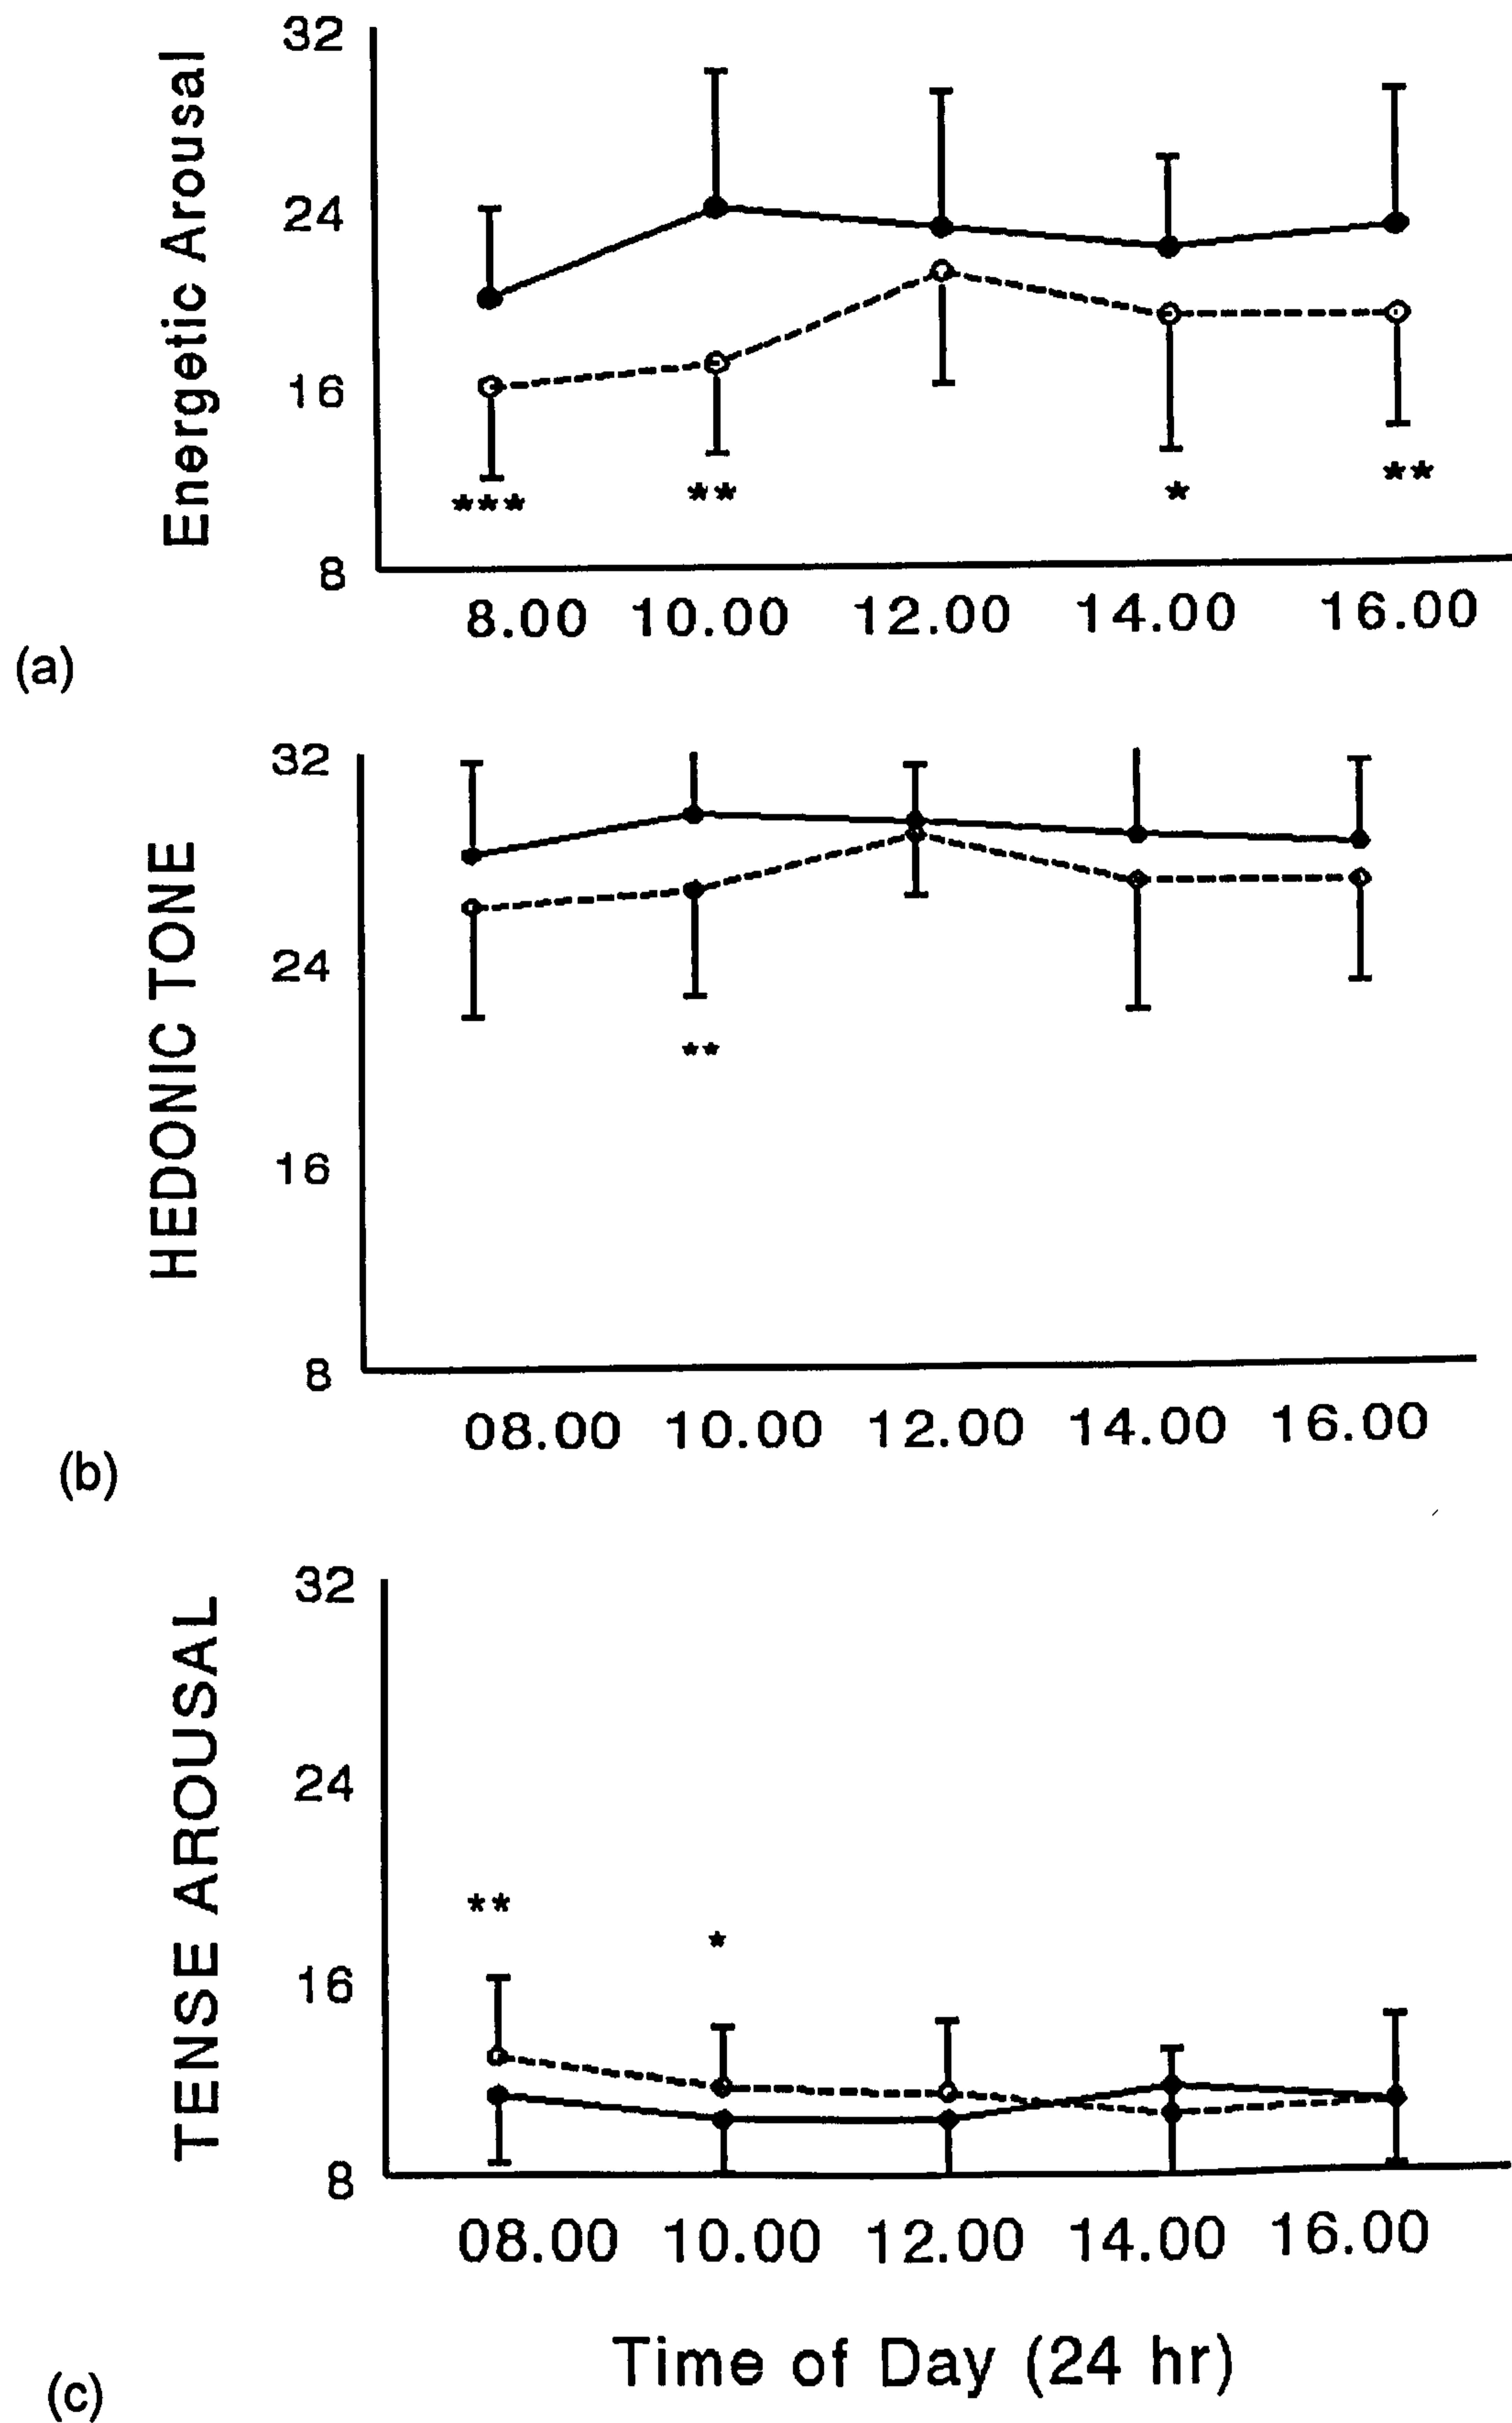 Energetic Arousal
32
24
16
8
*** ** * **
8.00 10.00 12.00 14.00 16.00
(a)
HEDONIC TONE
32
24
16
8
**
08.00 10.00 12.00 14.00 16.00
(b)
TENSE AROUSAL
32
24
16
8
**
*
08.00 10.00 12.00 14.00 16.00
Time of Day (24 hr)
(c)